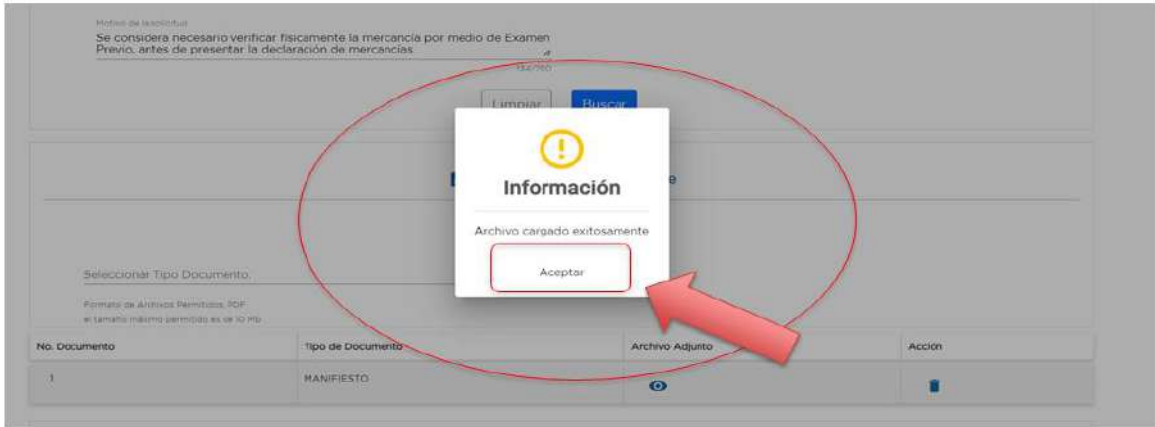 Motivo de la solicitud
Se considera necesario verificar físicamente la mercancía por medio de Examen
Previo, antes de presentar la declaración de mercancías.
134/760
Limpiar
Buscar
Información
Archivo cargado exitosamente
Aceptar
Seleccionar Tipo Documento:
Formato de Archivos Permitidos, PDF
el tamaño máximo permitido es de 10 Mb
No. Documento
Tipo de Documento
Archivo Adjunto
Acción
1
MANIFIESTO